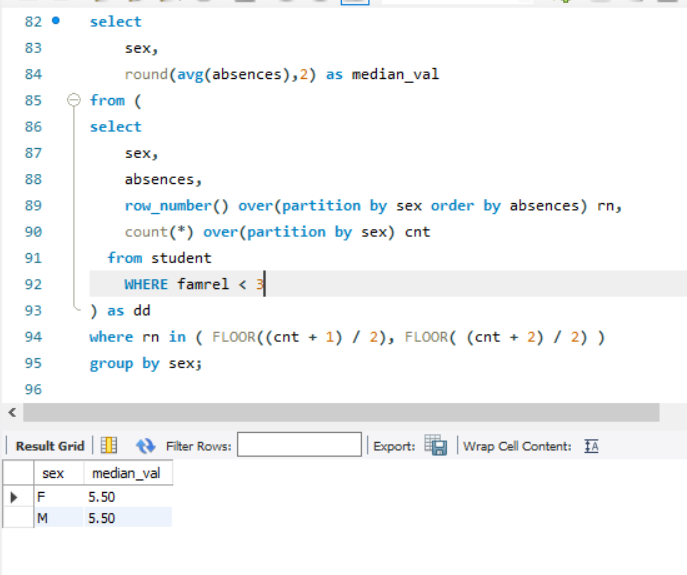 82 select
83 sex,
84 round(avg(absences),2) as median_val
85 from (
86 select
87 sex,
88 absences,
89 row_number() over(partition by sex order by absences) rn,
90 count(*) over(partition by sex) cnt
91 from student
92 WHERE famrel < 3
93 ) as dd
94 where rn in ( FLOOR((cnt + 1) / 2), FLOOR( (cnt + 2) / 2) )
95 group by sex;
96
Result Grid Filter Rows: Export: Wrap Cell Content: IA
sex median_val
F 5.50
M 5.50